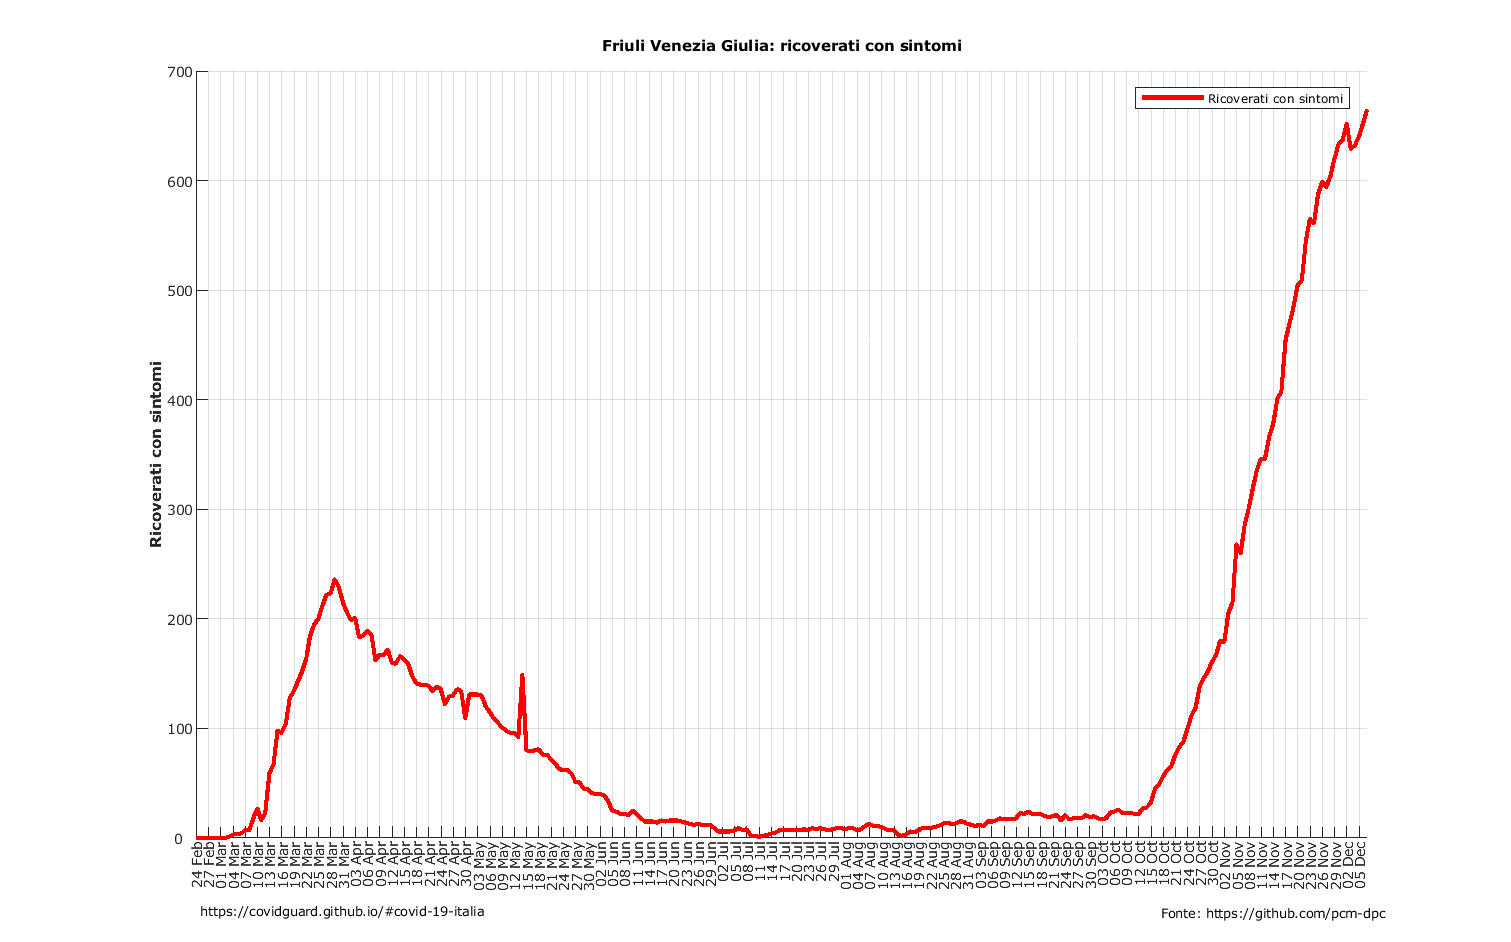 Friuli Venezia Giulia: ricoverati con sintomi
Ricoverati con sintomi
Ricoverati con sintomi
700
600
500
400
300
200
100
0
24 Feb
27 Feb
01 Mar
04 Mar
07 Mar
10 Mar
13 Mar
16 Mar
19 Mar
22 Mar
25 Mar
28 Mar
31 Mar
03 Apr
06 Apr
09 Apr
12 Apr
15 Apr
18 Apr
21 Apr
24 Apr
27 Apr
30 Apr
03 May
06 May
09 May
12 May
15 May
18 May
21 May
24 May
27 May
30 May
02 Jun
05 Jun
08 Jun
11 Jun
14 Jun
17 Jun
20 Jun
23 Jun
26 Jun
29 Jun
02 Jul
05 Jul
08 Jul
11 Jul
14 Jul
17 Jul
20 Jul
23 Jul
26 Jul
29 Jul
01 Aug
04 Aug
07 Aug
10 Aug
13 Aug
16 Aug
19 Aug
22 Aug
25 Aug
28 Aug
31 Aug
03 Sep
06 Sep
09 Sep
12 Sep
15 Sep
18 Sep
21 Sep
24 Sep
27 Sep
30 Sep
03 Oct
06 Oct
09 Oct
12 Oct
15 Oct
18 Oct
21 Oct
24 Oct
27 Oct
30 Oct
02 Nov
05 Nov
08 Nov
11 Nov
14 Nov
17 Nov
20 Nov
23 Nov
26 Nov
29 Nov
02 Dec
05 Dec
https://covidguard.github.io/#covid-19-italia
Fonte: https://github.com/pcm-dpc